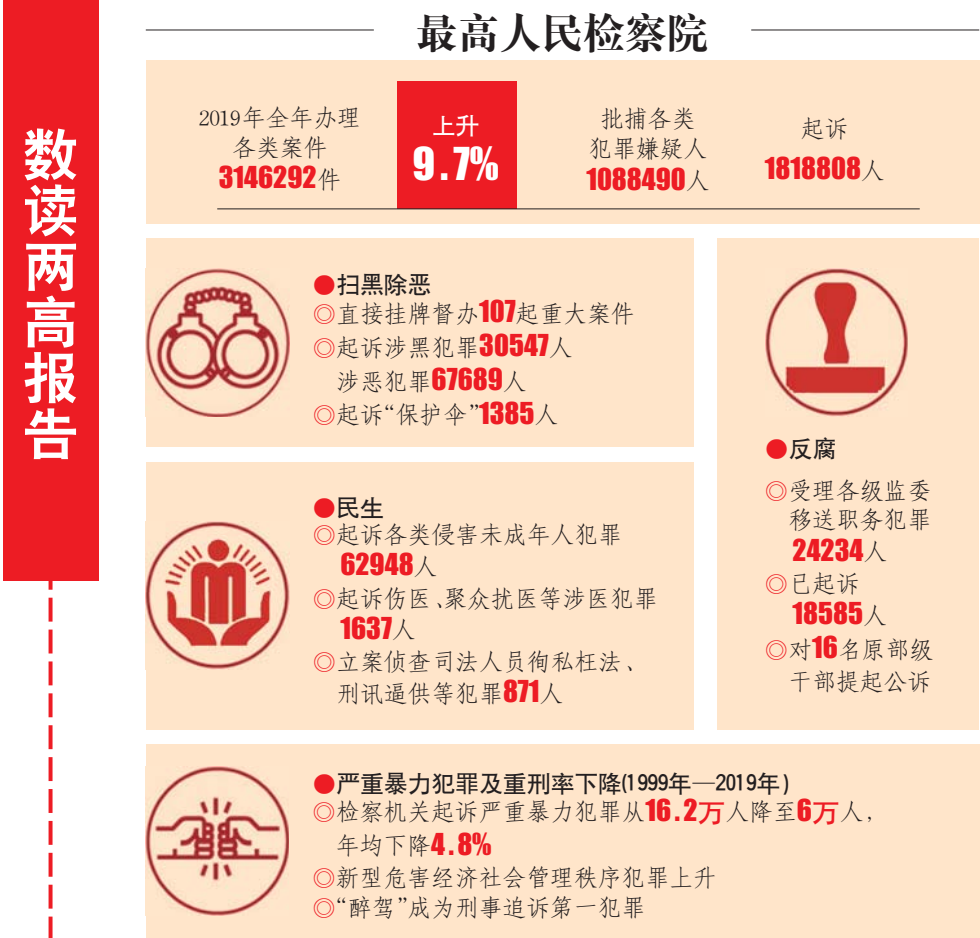 数读两高报告
最高人民检察院
2019年全年办理
各类案件
3146292件
上升
9.7%
批捕各类
犯罪嫌疑人
1088490人
起诉
1818808人
●扫黑除恶
◎直接挂牌督办107起重大案件
◎起诉涉黑犯罪30547人
涉恶犯罪67689人
◎起诉“保护伞”1385人
●民生
◎起诉各类侵害未成年人犯罪
62948人
◎起诉伤医、聚众扰医等涉医犯罪
1637人
◎立案侦查司法人员徇私枉法、
刑讯逼供等犯罪871人
●反腐
◎受理各级监委
移送职务犯罪
24234人
◎已起诉
18585人
◎对16名原部级
干部提起公诉
●严重暴力犯罪及重刑率下降(1999年—2019年)
◎检察机关起诉严重暴力犯罪从16.2万人降至6万人，
年均下降4.8%
◎新型危害经济社会管理秩序犯罪上升
◎“醉驾”成为刑事追诉第一犯罪